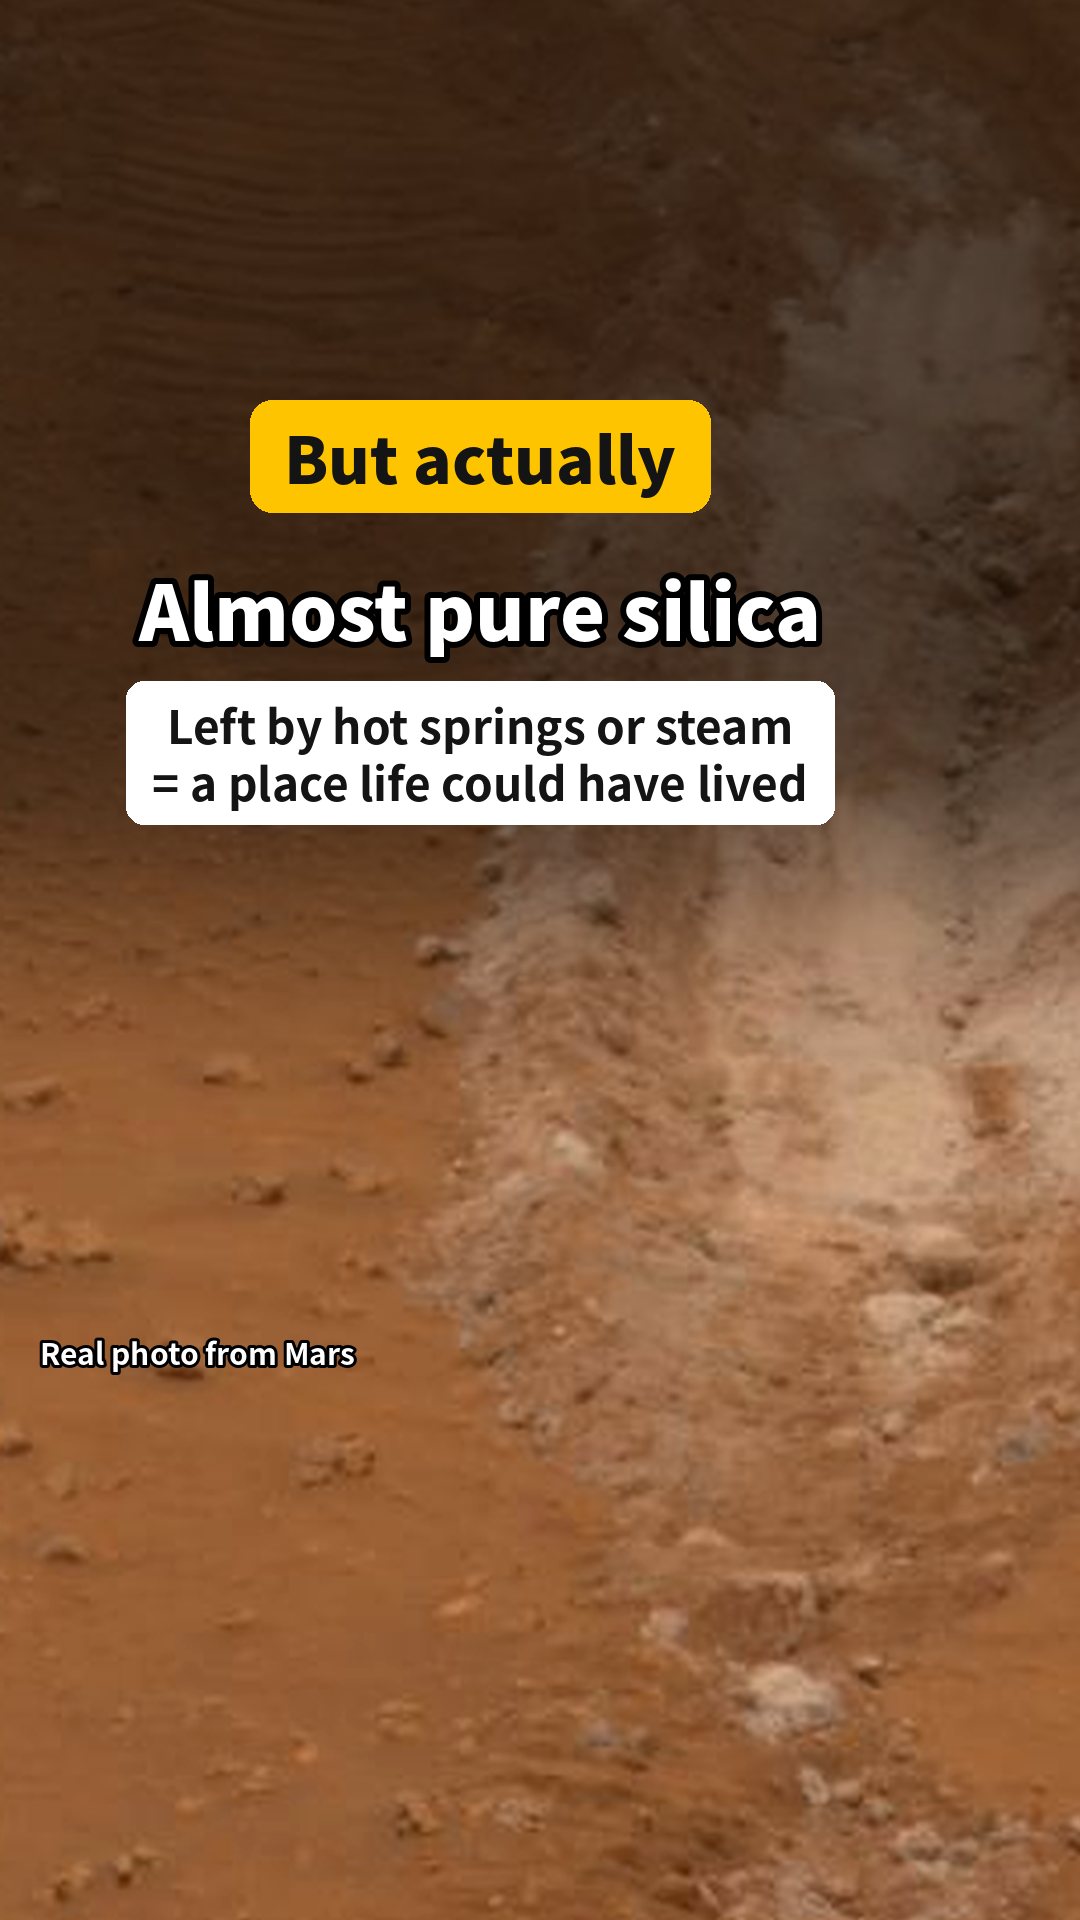 But actually
Almost pure silica
Left by hot springs or steam
= a place life could have lived
Real photo from Mars